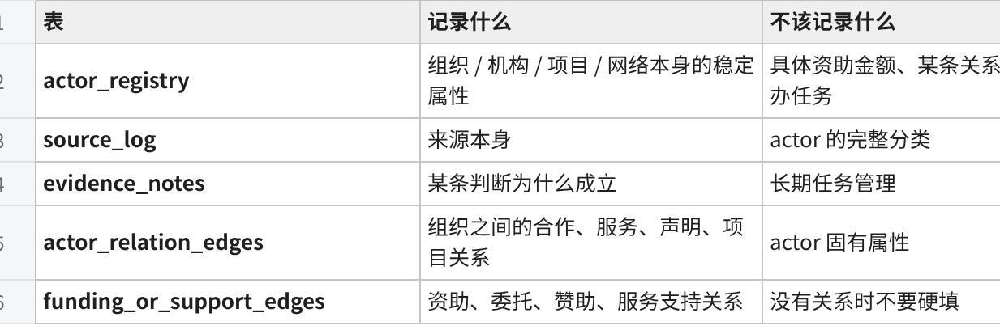 表 记录什么 不该记录什么
actor_registry 组织 / 机构 / 项目 / 网络本身的稳定 具体资助金额、某条关系
属性 办任务
2
source_log 来源本身 actor 的完整分类
3
evidence_notes 某条判断为什么成立 长期任务管理
4
actor_relation_edges 组织之间的合作、服务、声明、项 actor 固有属性
目关系
5
funding_or_support_edges 资助、委托、赞助、服务支持关系 没有关系时不要硬填
6